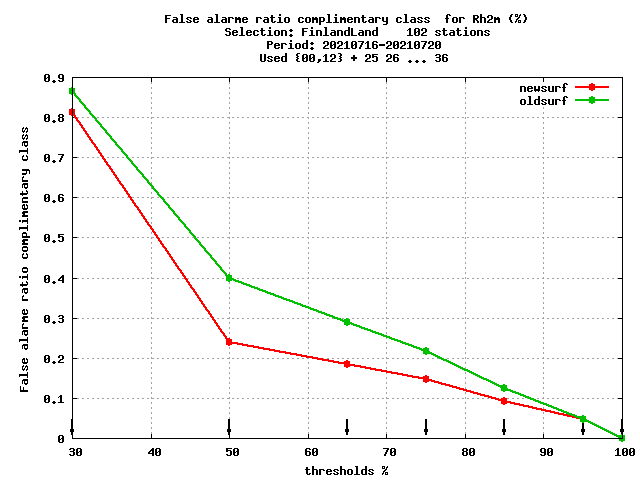 False alarme ratio complimentary class  for Rh2m (%)
Selection: FinlandLand    102 stations
Period: 20210716-20210720
Used {00,12} + 25 26 ... 36
newsurf
oldsurf
0,9
0,8
0,7
0,6
0,5
0,4
0,3
0,2
0,1
0
False alarme ratio complimentary class
30 40 50 60 70 80 90 100
thresholds %